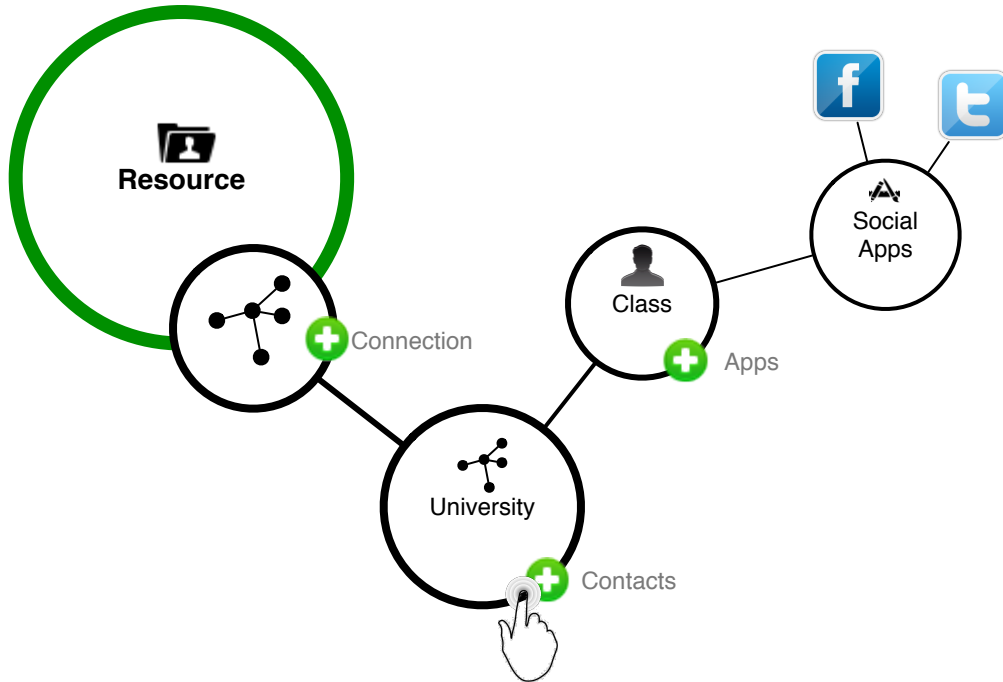 Resource
Connection
University
Contacts
Class
Apps
Social
Apps
f
t